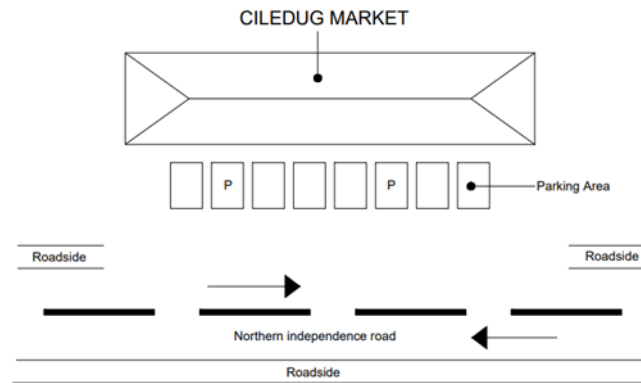 CILEDUG MARKET
P
P
Parking Area
Roadside
Roadside
Northern independence road
Roadside